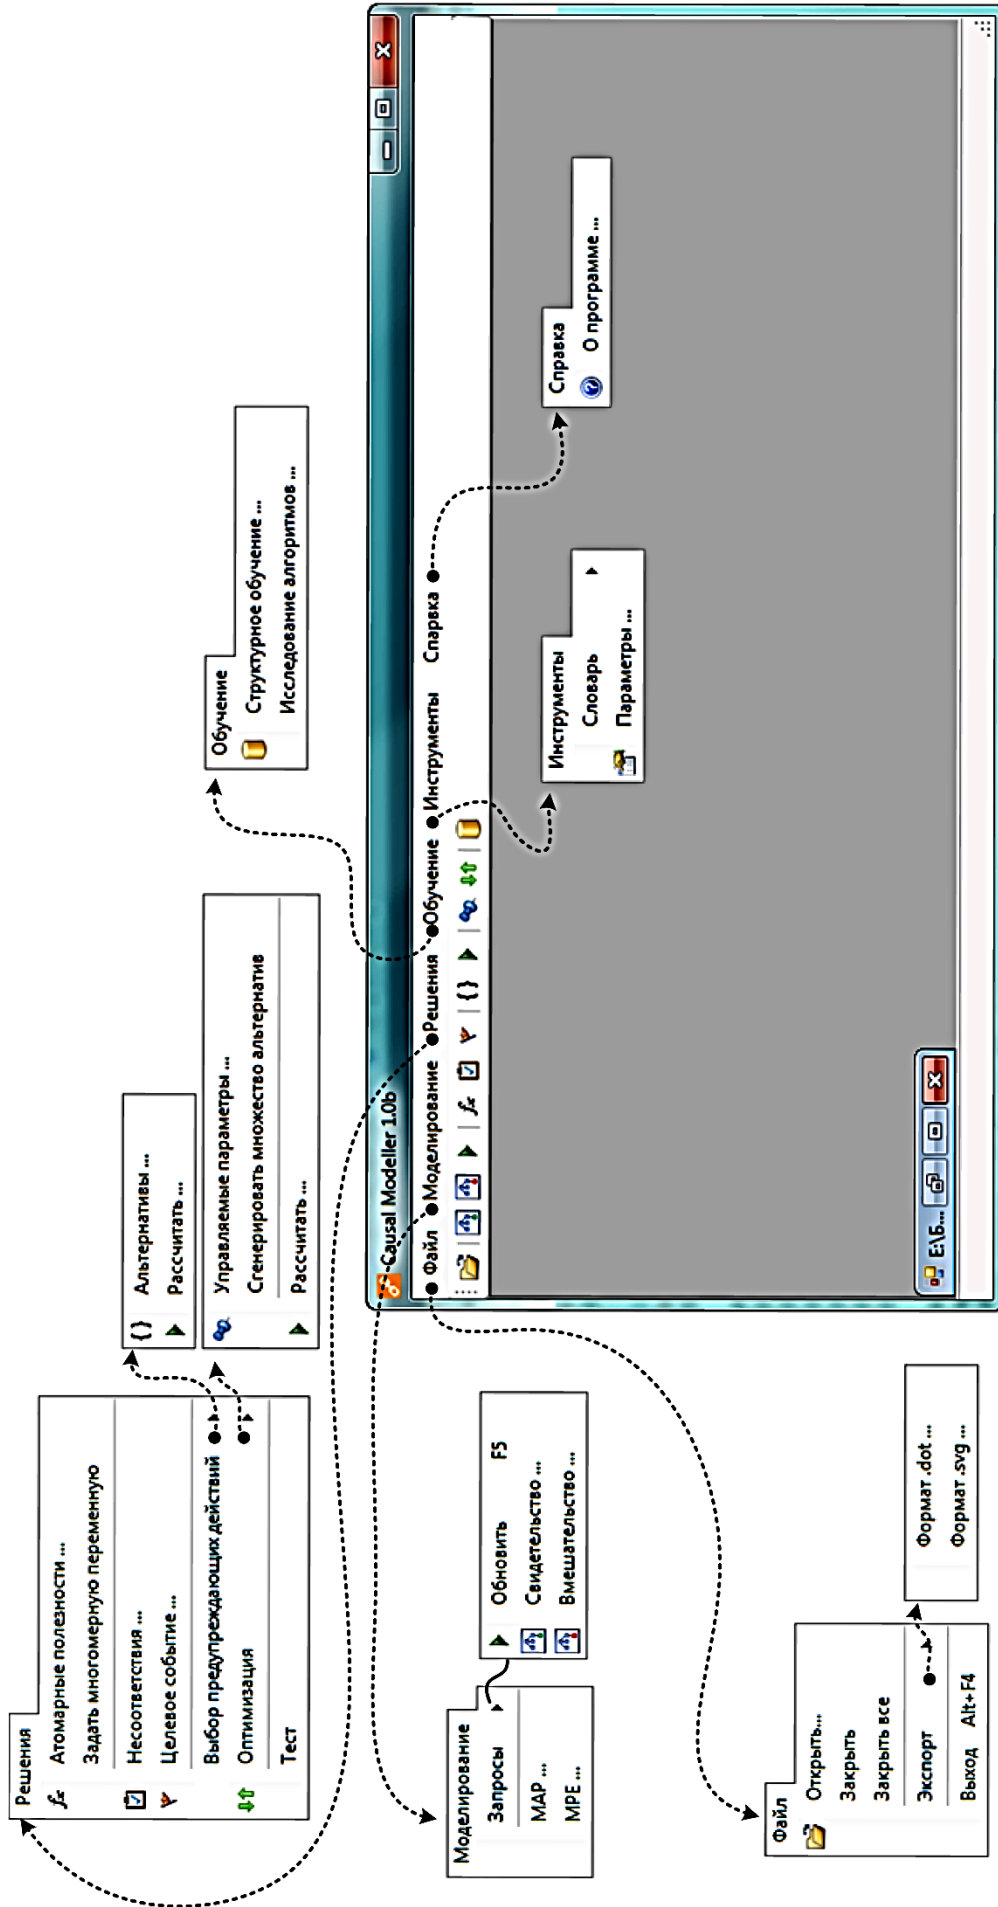 Решения
Атомарные полезности ...
Задать многомерную переменную
Несоответствия ...
Целевое событие ...
Выбор предупреждающих действий
Оптимизация
Тест
{ } Альтернативы ...
Рассчитать ...
Управляемые параметры ...
Сгенерировать множество альтернатив
Рассчитать ...
Обучение
Структурное обучение ...
Исследование алгоритмов ...
Causal Modeller 1.0b
Файл Моделирование Решения Обучение Инструменты Спарвка
fx { }
Моделирование
Запросы
MAP ...
MPE ...
Обновить F5
Свидетельство ...
Вмешательство ...
Инструменты
Словарь
Параметры ...
Справка
О программе ...
Файл
Открыть...
Закрыть
Закрыть все
Экспорт
Выход Alt+F4
Формат .dot ...
Формат .svg ...
E:\Б...